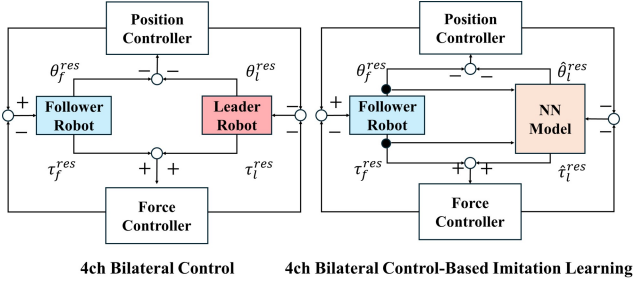 Position
Controller
θ_f^{res}
− −
θ_l^{res}
+
−
Follower
Robot
Leader
Robot
−
−
τ_f^{res}
+ +
τ_l^{res}
Force
Controller
4ch Bilateral Control
Position
Controller
θ_f^{res}
− −
θ̂_l^{res}
+
−
Follower
Robot
NN
Model
−
−
τ_f^{res}
+ +
τ̂_l^{res}
Force
Controller
4ch Bilateral Control-Based Imitation Learning